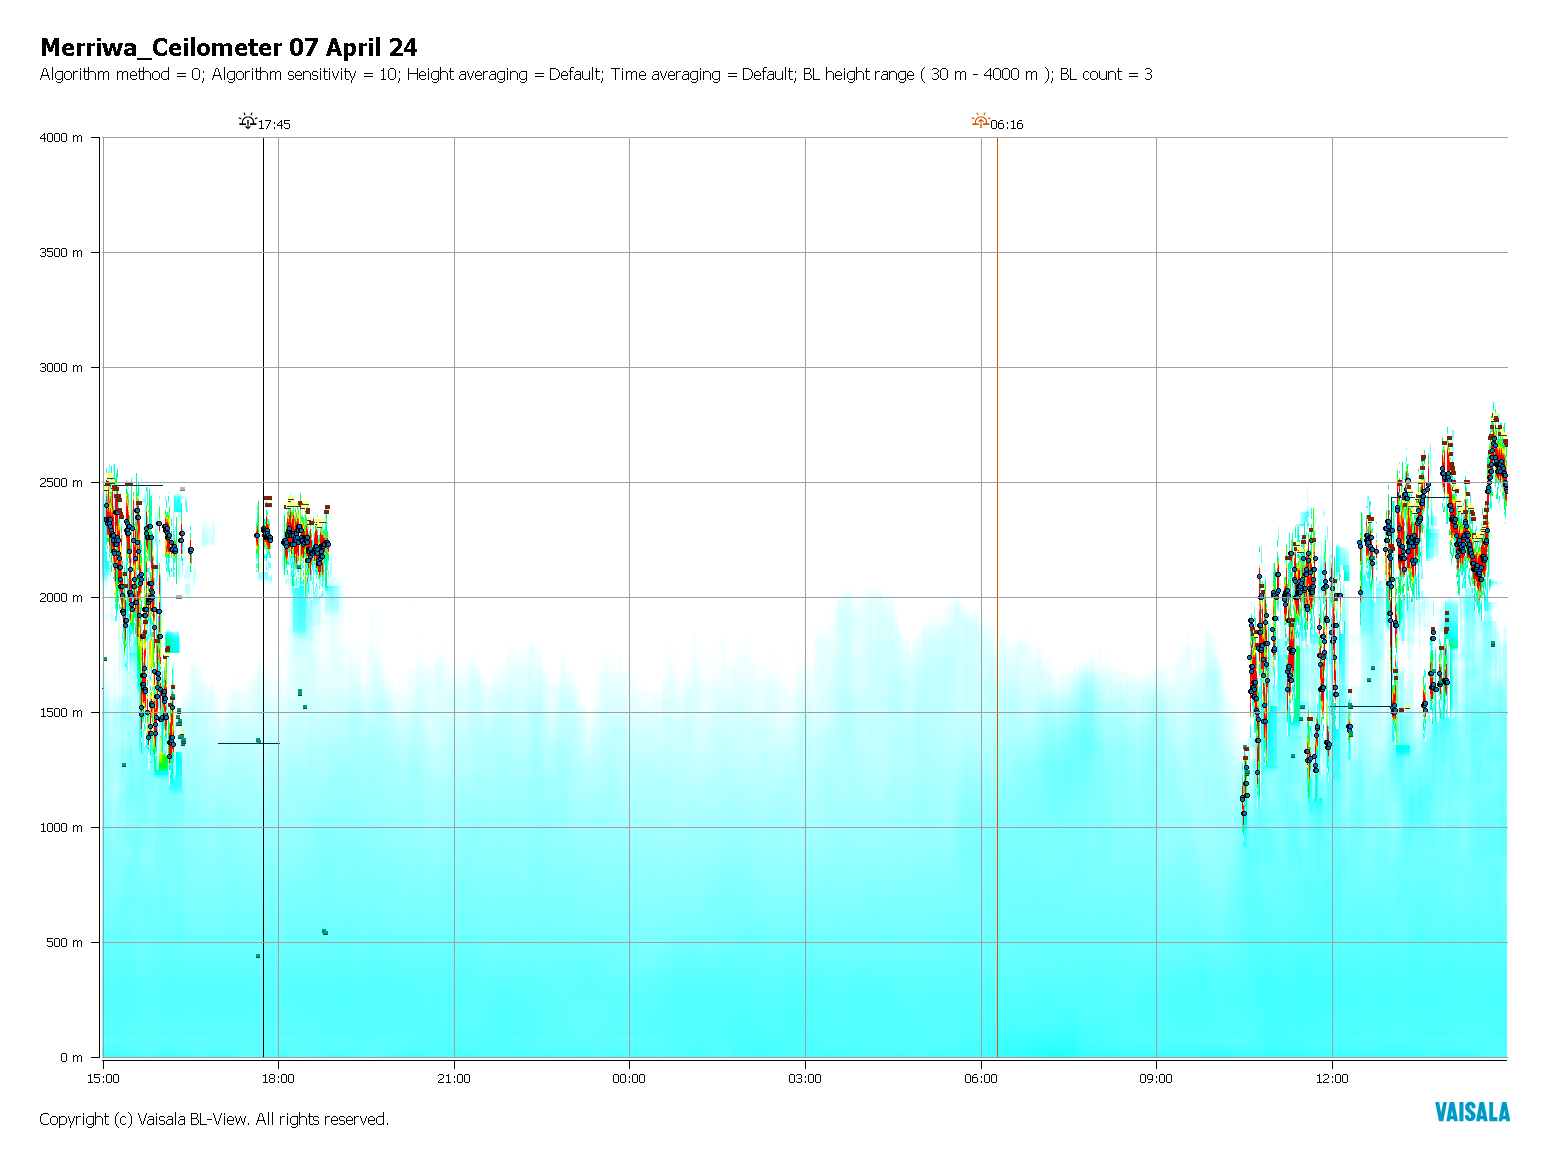 Merriwa_Ceilometer 07 April 24
Algorithm method = 0; Algorithm sensitivity = 10; Height averaging = Default; Time averaging = Default; BL height range ( 30 m - 4000 m ); BL count = 3
17:45
06:16
4000 m
3500 m
3000 m
2500 m
2000 m
1500 m
1000 m
500 m
0 m
15:00
18:00
21:00
00:00
03:00
06:00
09:00
12:00
Copyright (c) Vaisala BL-View. All rights reserved.
VAISALA